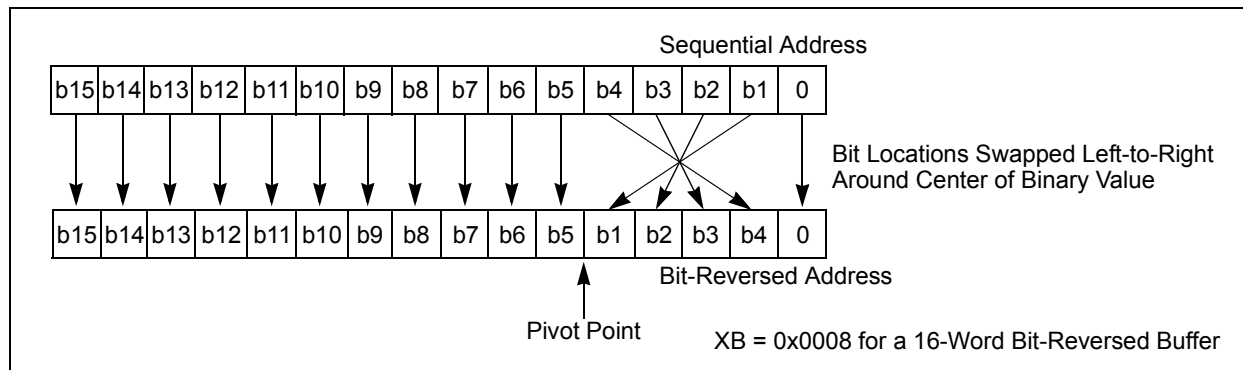 Sequential Address
b15 b14 b13 b12 b11 b10 b9 b8 b7 b6 b5 b4 b3 b2 b1 0
Bit Locations Swapped Left-to-Right
Around Center of Binary Value
b15 b14 b13 b12 b11 b10 b9 b8 b7 b6 b5 b1 b2 b3 b4 0
Bit-Reversed Address
Pivot Point
XB = 0x0008 for a 16-Word Bit-Reversed Buffer